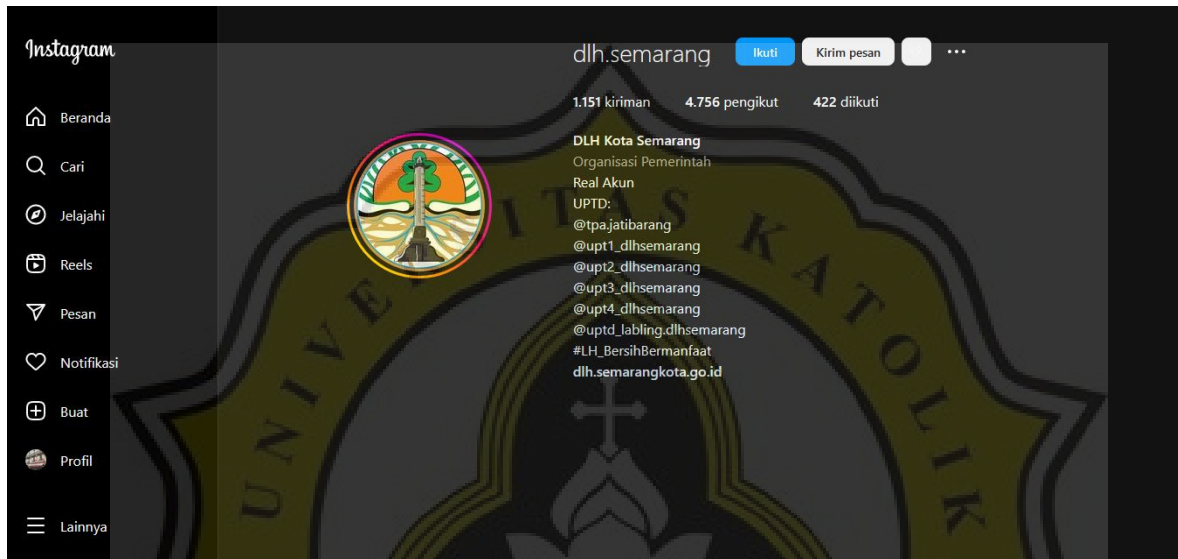 Instagram
Beranda
Cari
Jelajahi
Reels
Pesan
Notifikasi
Buat
Profil
Lainnya
dlh.semarang Ikuti Kirim pesan
1.151 kiriman 4.756 pengikut 422 diikuti
DLH Kota Semarang
Organisasi Pemerintah
Real Akun
UPTD:
@tpa.jatibarang
@upt1_dlhsemarang
@upt2_dlhsemarang
@upt3_dlhsemarang
@upt4_dlhsemarang
@uptd_labling.dlhsemarang
#LH_BersihBermanfaat
dlh.semarangkota.go.id
UNIVERSITAS KATOLIK